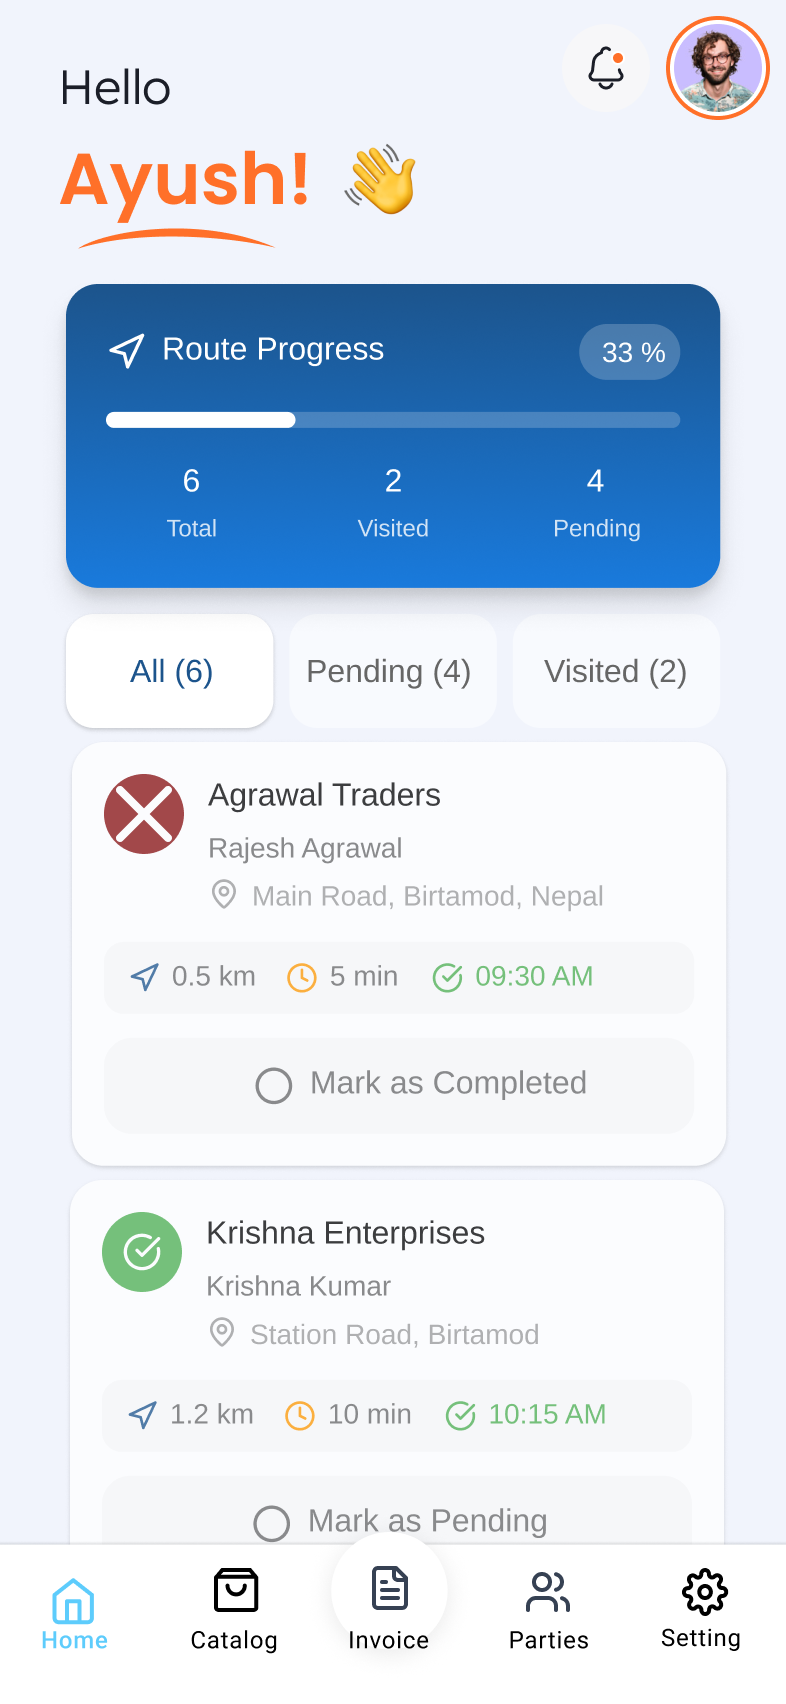 Hello
Ayush! 👋
Route Progress
33 %
6 2 4
Total Visited Pending
All (6) Pending (4) Visited (2)
Agrawal Traders
Rajesh Agrawal
Main Road, Birtamod, Nepal
0.5 km 5 min 09:30 AM
Mark as Completed
Krishna Enterprises
Krishna Kumar
Station Road, Birtamod
1.2 km 10 min 10:15 AM
Mark as Pending
Home Catalog Invoice Parties Setting